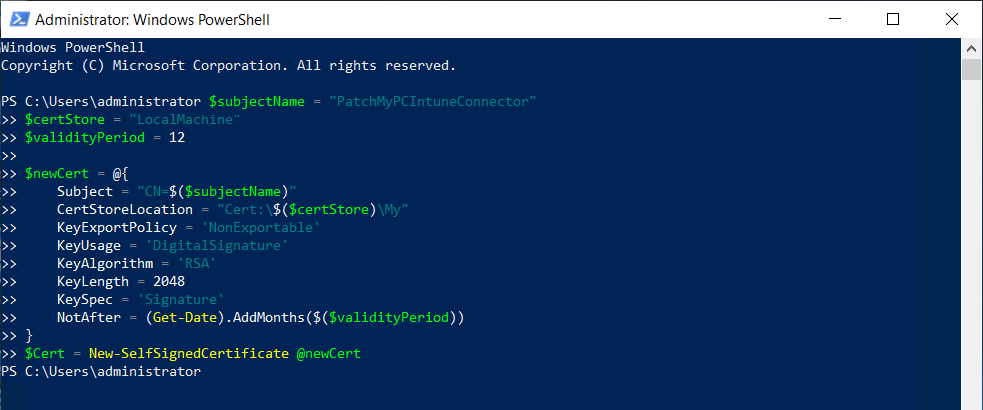 Administrator: Windows PowerShell
Windows PowerShell
Copyright (C) Microsoft Corporation. All rights reserved.

PS C:\Users\administrator $subjectName = "PatchMyPCIntuneConnector"
>> $certStore = "LocalMachine"
>> $validityPeriod = 12
>>
>> $newCert = @{
>>     Subject = "CN=$($subjectName)"
>>     CertStoreLocation = "Cert:\$($certStore)\My"
>>     KeyExportPolicy = 'NonExportable'
>>     KeyUsage = 'DigitalSignature'
>>     KeyAlgorithm = 'RSA'
>>     KeyLength = 2048
>>     KeySpec = 'Signature'
>>     NotAfter = (Get-Date).AddMonths($($validityPeriod))
>> }
>> $Cert = New-SelfSignedCertificate @newCert
PS C:\Users\administrator